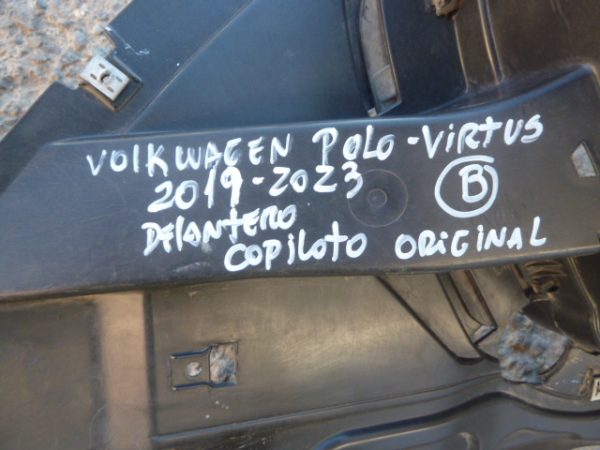 VOlKWAGEN POLO - VIRTUS
2019-2023 B
DElANTERO
COPIlOTO ORIGINAL